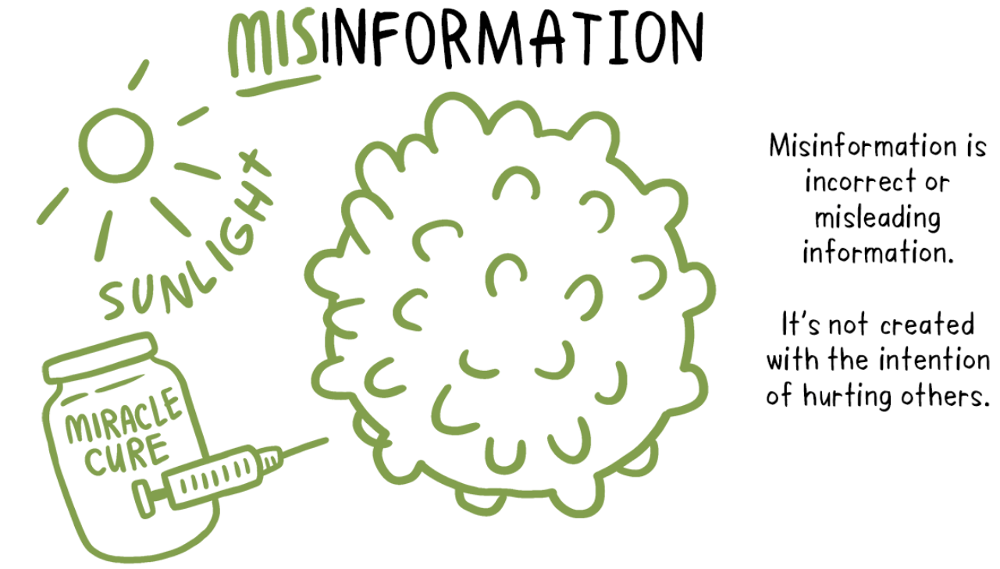 MISINFORMATION
SUNLIGHT
MIRACLE
CURE
Misinformation is
incorrect or
misleading
information.
It's not created
with the intention
of hurting others.